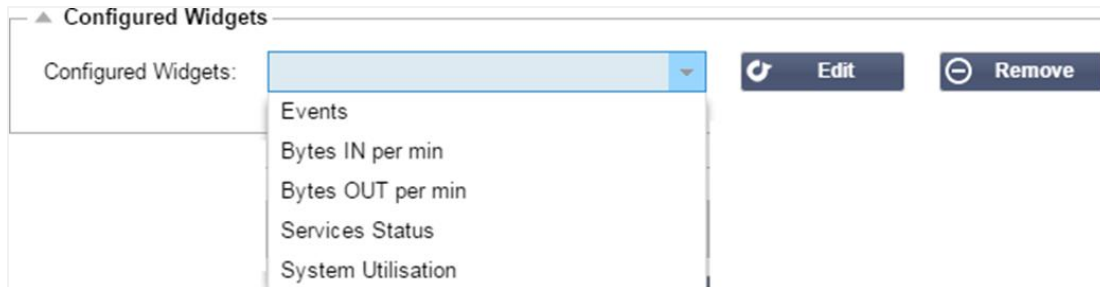 Configured Widgets
Configured Widgets: Edit Remove
Events
Bytes IN per min
Bytes OUT per min
Services Status
System Utilisation